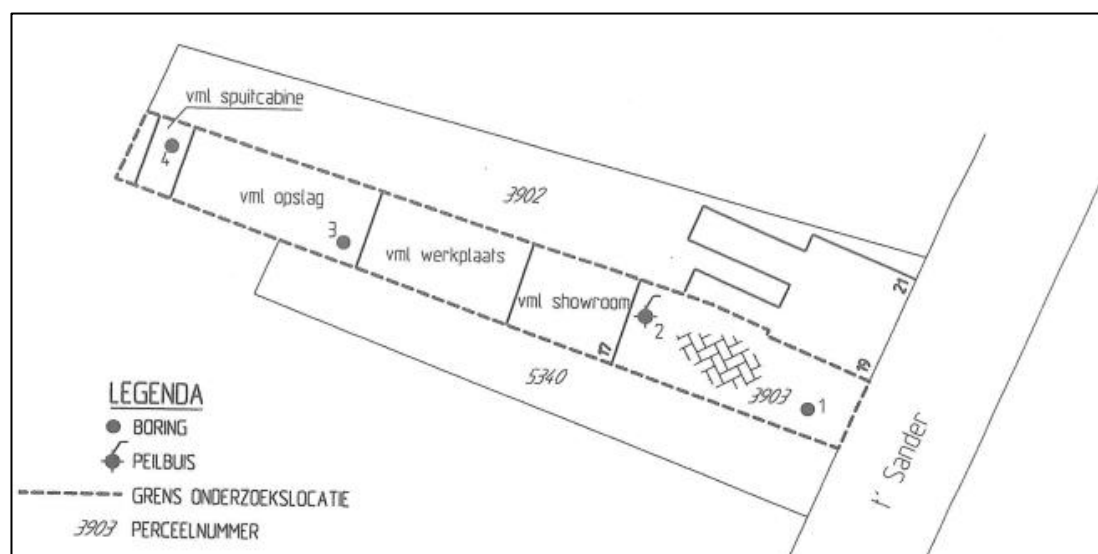 vml spuitcabine
4
vml opslag
3
3902
vml werkplaats
vml showroom
2
21
19
17
5340
3903
1
t' Sander
LEGENDA
BORING
PEILBUIS
GRENS ONDERZOEKSLOCATIE
3903 PERCEELNUMMER